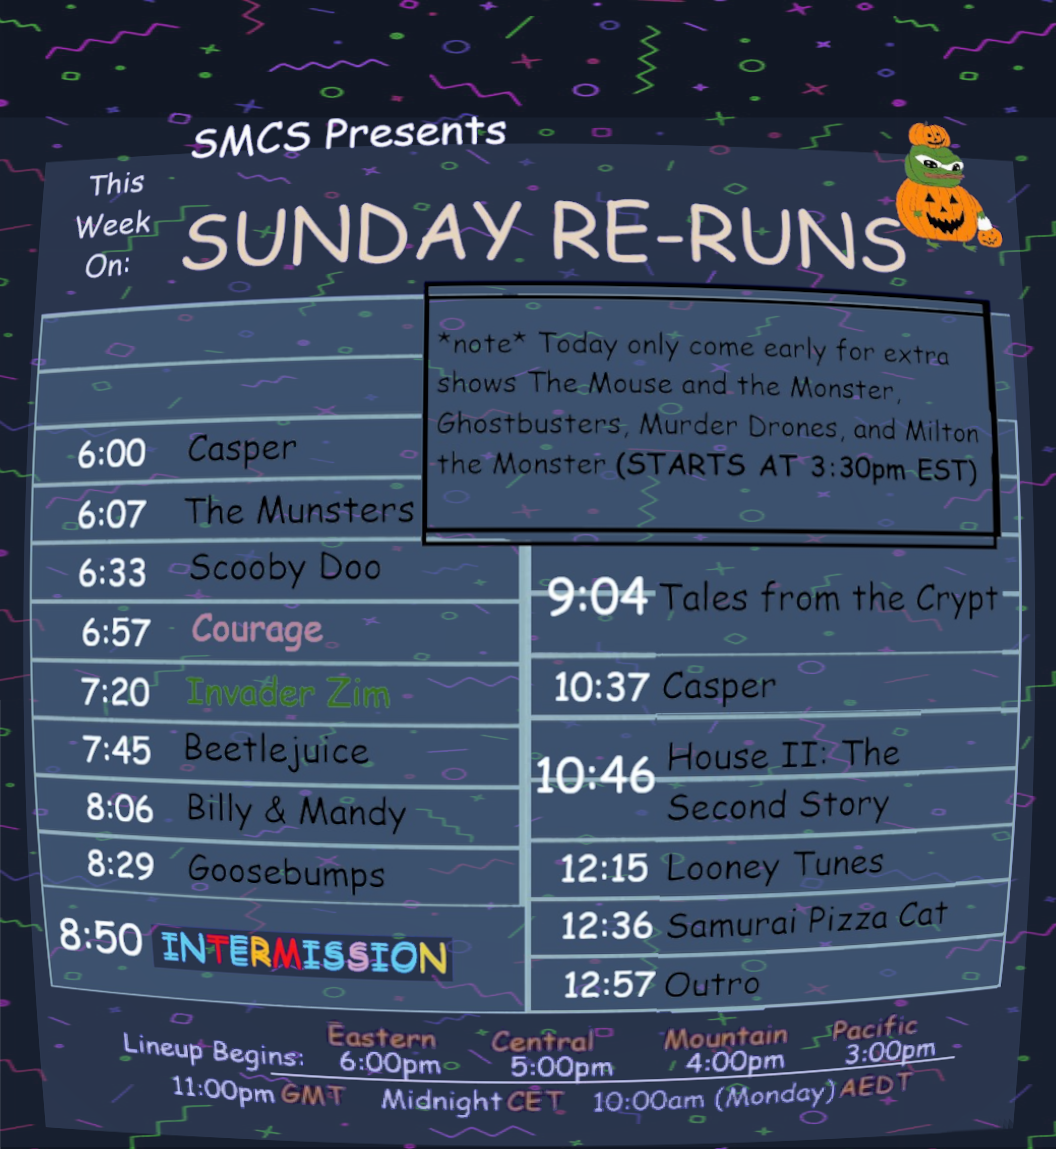 SMCS Presents
This
Week
On:
SUNDAY RE-RUNS
*note* Today only come early for extra
shows The Mouse and the Monster,
Ghostbusters, Murder Drones, and Milton
the Monster (STARTS AT 3:30pm EST)
6:00 Casper
6:07 The Munsters
6:33 Scooby Doo
6:57 Courage
7:20 Invader Zim
7:45 Beetlejuice
8:06 Billy & Mandy
8:29 Goosebumps
8:50 INTERMISSION
9:04 Tales from the Crypt
10:37 Casper
10:46 House II: The
Second Story
12:15 Looney Tunes
12:36 Samurai Pizza Cat
12:57 Outro
Eastern Central Mountain Pacific
Lineup Begins: 6:00pm 5:00pm 4:00pm 3:00pm
11:00pm GMT Midnight CET 10:00am (Monday) AEDT